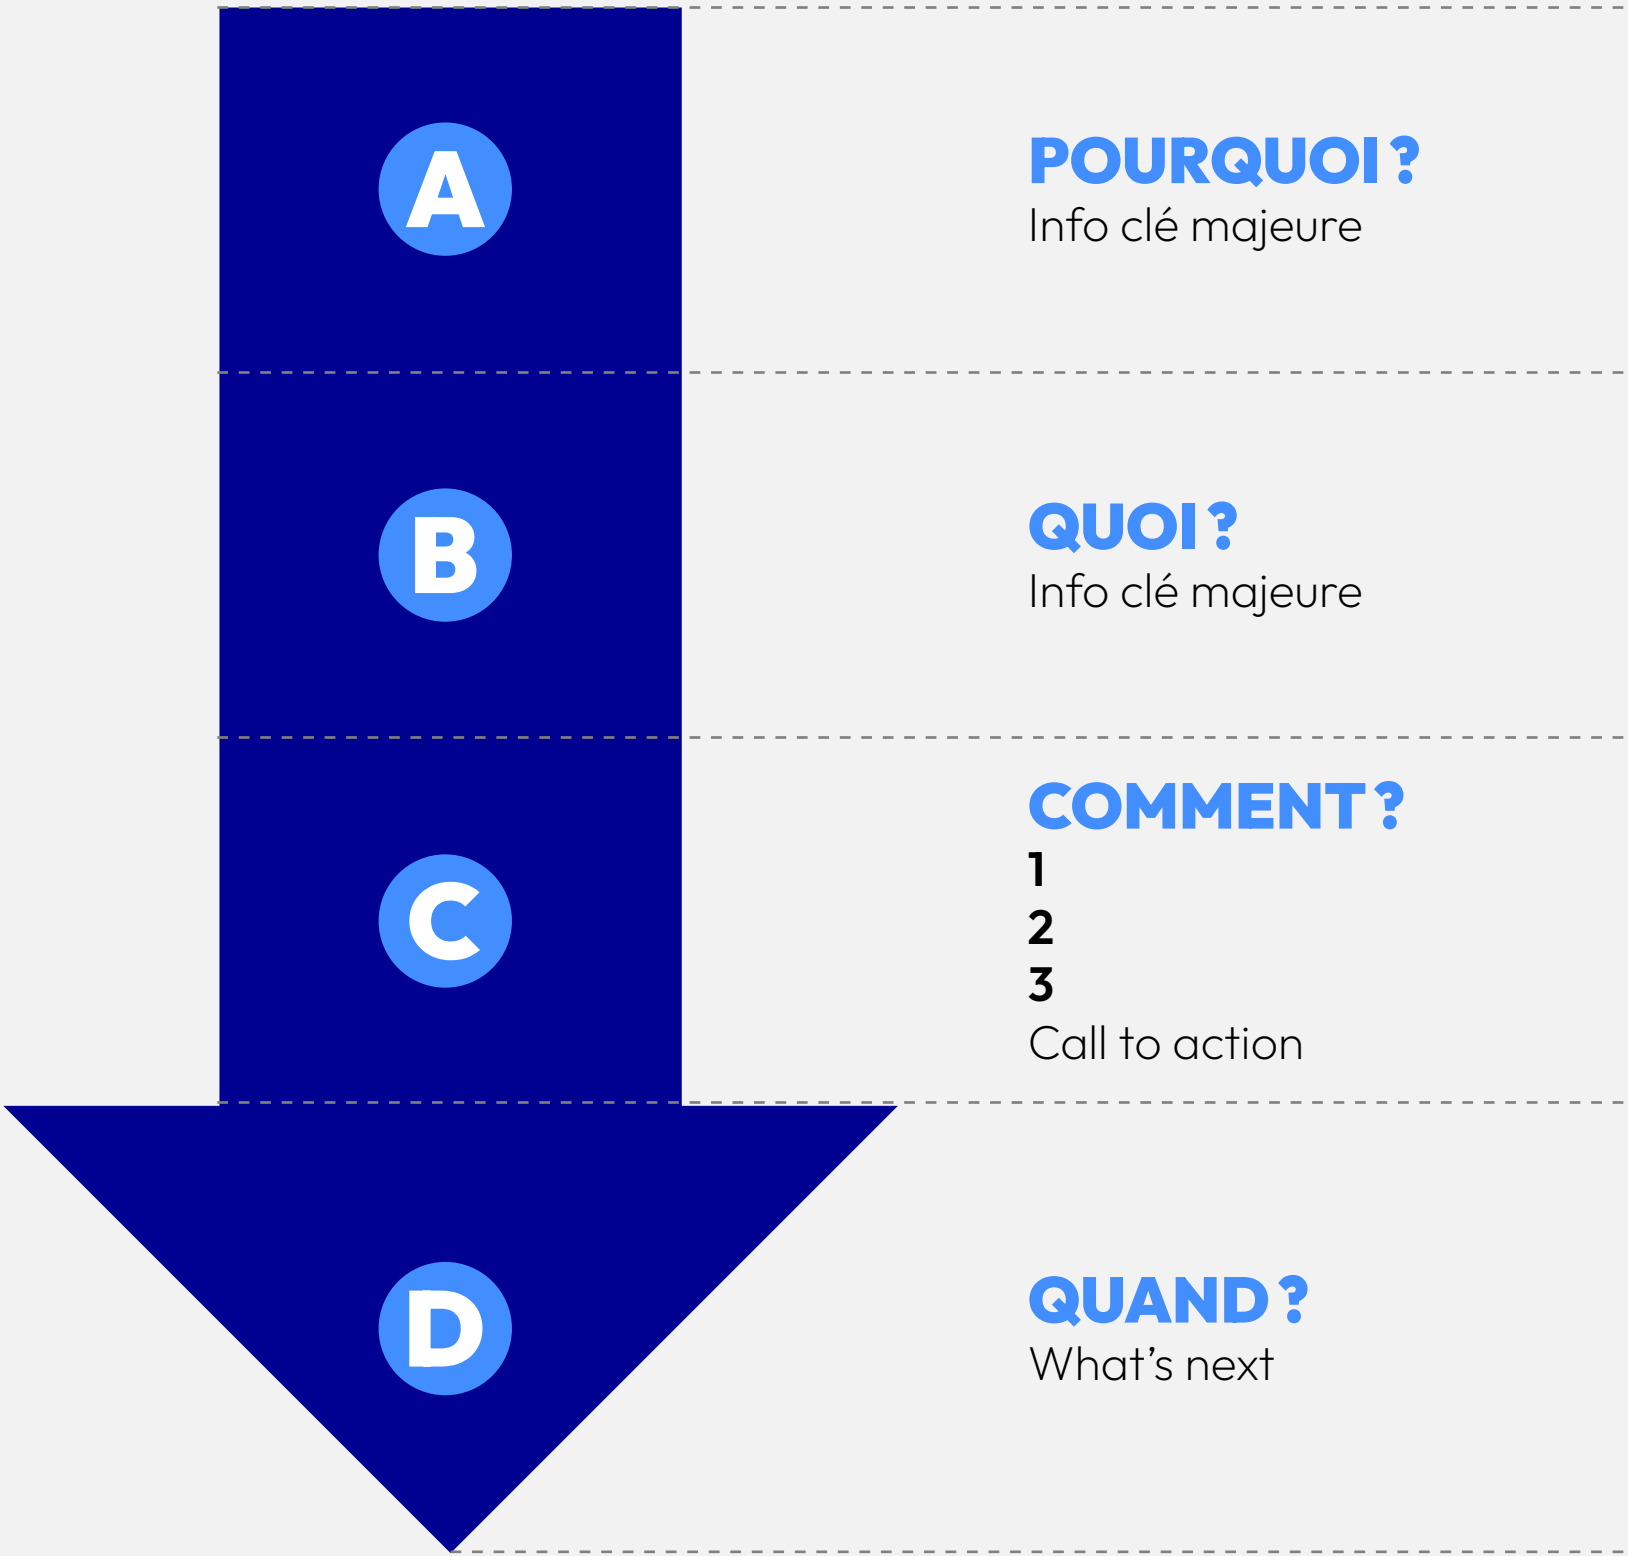 A
POURQUOI ?
Info clé majeure
B
QUOI ?
Info clé majeure
C
COMMENT ?
1
2
3
Call to action
D
QUAND ?
What’s next